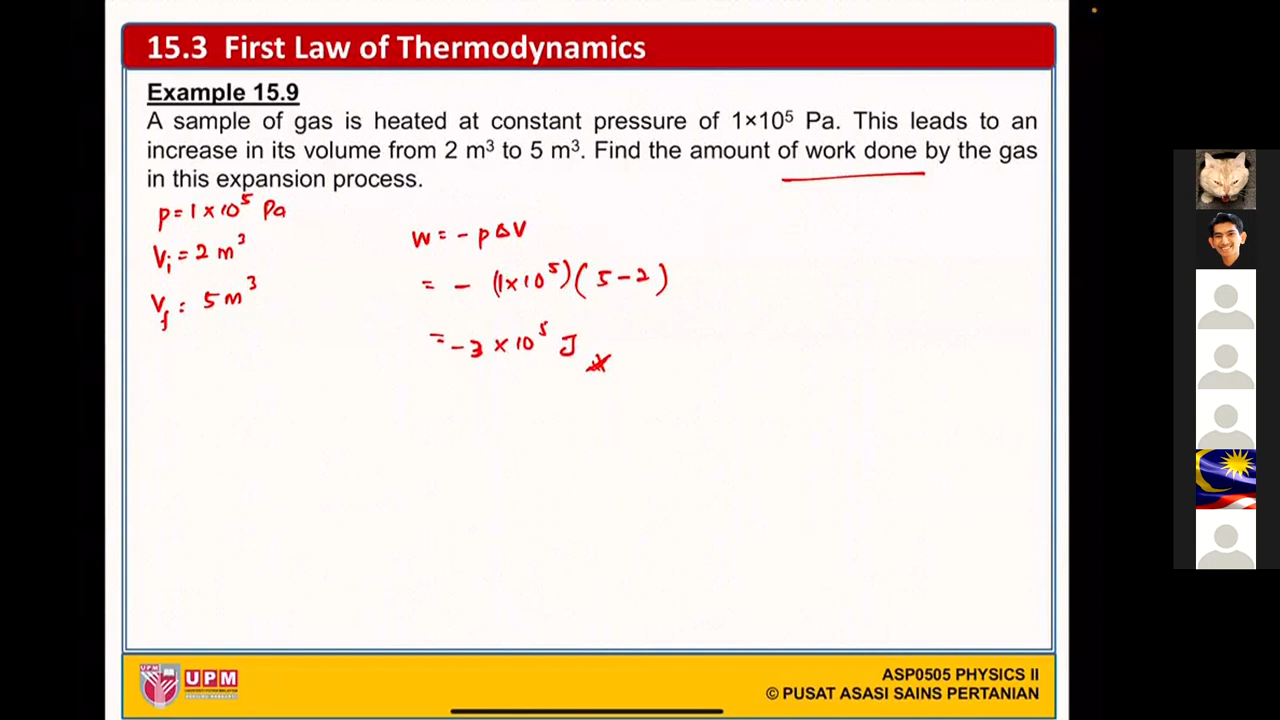 15.3 First Law of Thermodynamics
Example 15.9
A sample of gas is heated at constant pressure of 1×10⁵ Pa. This leads to an
increase in its volume from 2 m³ to 5 m³. Find the amount of work done by the gas
in this expansion process.
p = 1 × 10⁵ Pa
Vᵢ = 2 m³
V_f = 5 m³
W = - p Δ V
= - (1×10⁵)(5-2)
= -3 × 10⁵ J
UPM
UPM
ASP0505 PHYSICS II
© PUSAT ASASI SAINS PERTANIAN